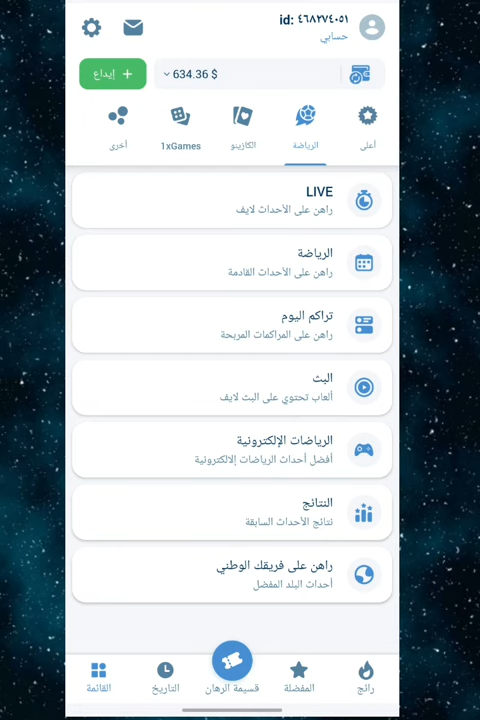 id: ٤٦٨٢٧٤٠٥١
حسابي
634.36 $
+ إيداع
أعلى
الرياضة
الكازينو
1xGames
أخرى
LIVE
راهن على الأحداث لايف
الرياضة
راهن على الأحداث القادمة
تراكم اليوم
راهن على المراكمات المربحة
البث
ألعاب تحتوي على البث لايف
الرياضات الإلكترونية
أفضل أحداث الرياضات إلالكترونية
النتائج
نتائج الأحداث السابقة
راهن على فريقك الوطني
أحداث البلد المفضل
رائج
المفضلة
قسيمة الرهان
التاريخ
القائمة